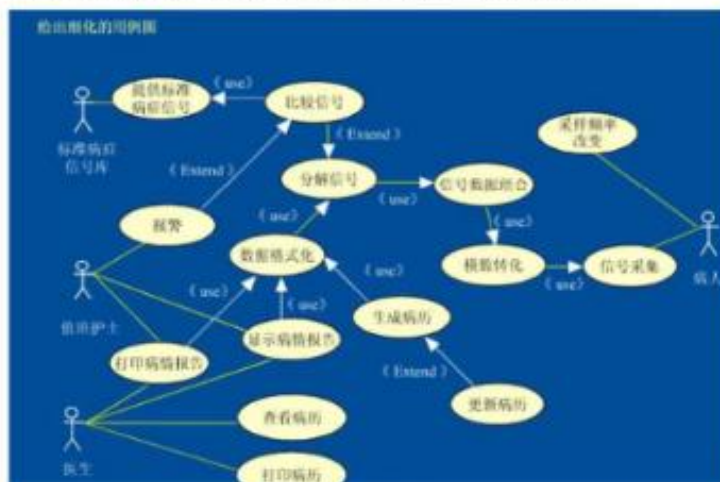 给出细化的用例图
提供标准
病症信号
《use》
比较信号
标准病症
信号库
《Extend》
采样频率
改变
《Extend》
分解信号
《use》
信号数据组合
报警
《use》
《use》
数据格式化
模数转化
《use》
信号采集
病人
《use》
《use》
《use》
值班护士
生成病历
打印病情报告
显示病情报告
《Extend》
更新病历
查看病历
医生
打印病历